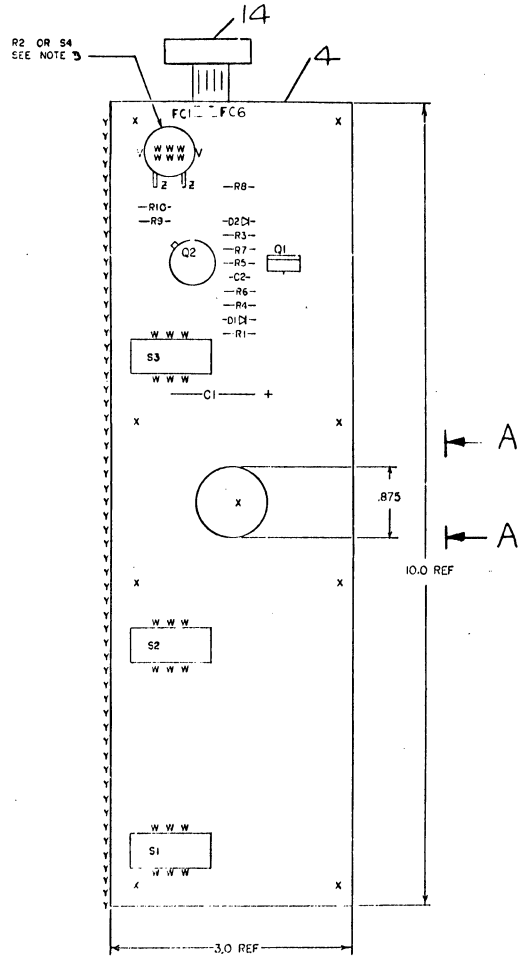 14
R2 OR S4
SEE NOTE 3
4
FC1 FC6
X X
V W W W V
W W W
Z Z
R8
R10
R9
D2
R3
R7
Q2 R5 Q1
C2
R6
R4
D1
R1
W W W
S3
W W W
C1 +
X X
A
.875
X
A
10.0 REF
X X
W W W
S2
W W W
W W W
S1
W W W
X X
3.0 REF